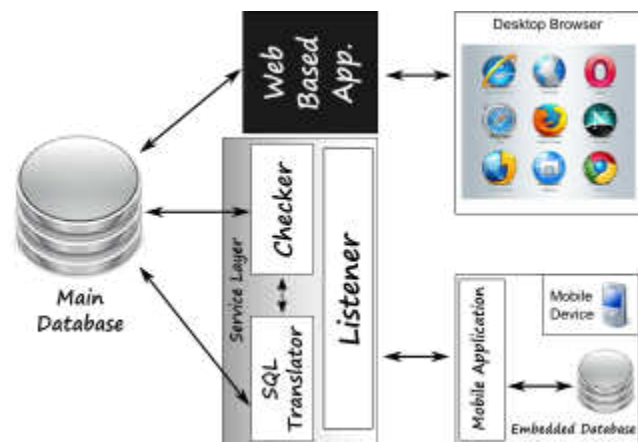 Web
Based
App.
Desktop Browser
Main
Database
Service Layer
Checker
SQL
Translator
Listener
Mobile Application
Mobile
Device
Embedded Database